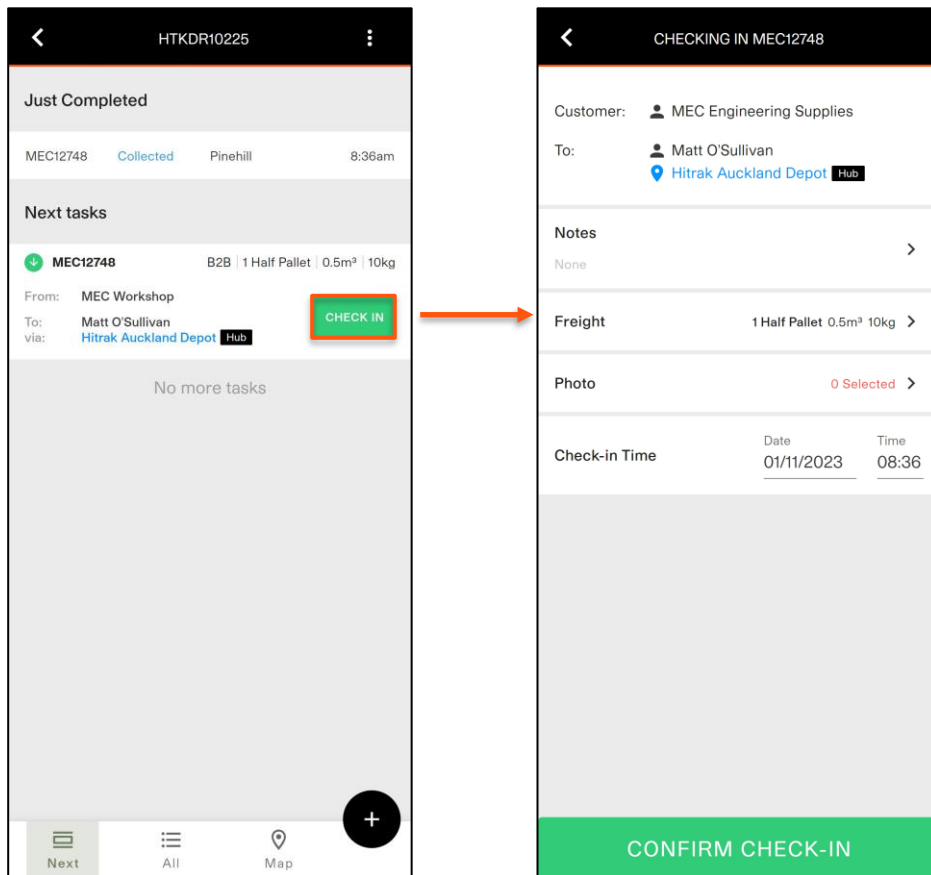 HTKDR10225
Just Completed
MEC12748 Collected Pinehill 8:36am
Next tasks
MEC12748 B2B 1 Half Pallet 0.5m³ 10kg
From: MEC Workshop
To: Matt O'Sullivan
via: Hitrak Auckland Depot Hub
CHECK IN
No more tasks
Next All Map
+
CHECKING IN MEC12748
Customer: MEC Engineering Supplies
To: Matt O'Sullivan
Hitrak Auckland Depot Hub
Notes
None
Freight 1 Half Pallet 0.5m³ 10kg
Photo 0 Selected
Date Time
Check-in Time 01/11/2023 08:36
CONFIRM CHECK-IN